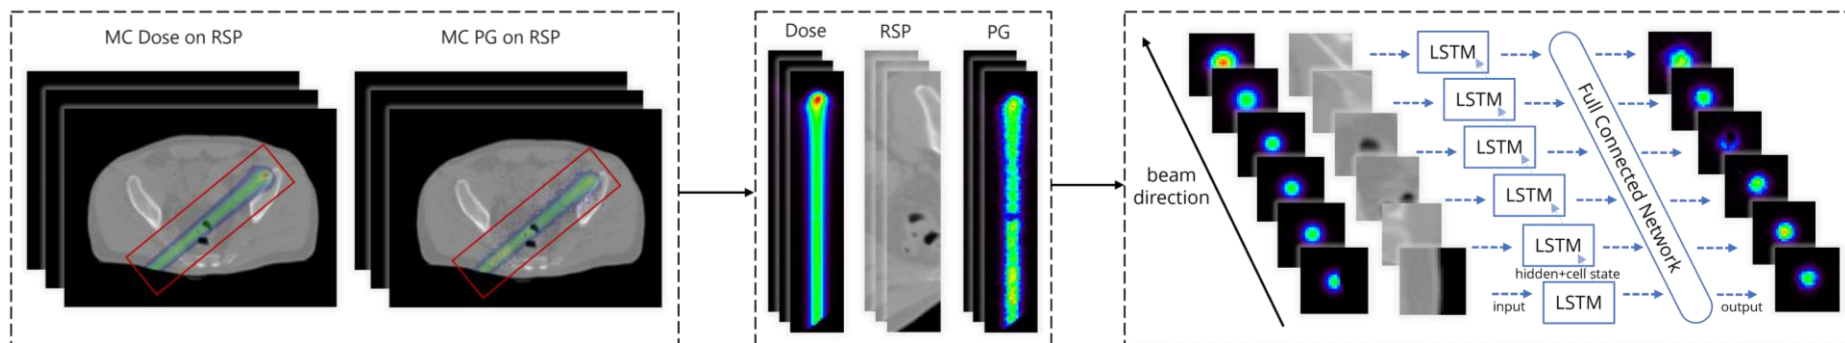 MC Dose on RSP
MC PG on RSP
Dose
RSP
PG
beam
direction
LSTM
LSTM
LSTM
LSTM
LSTM
hidden+cell state
LSTM
input
output
Full Connected Network